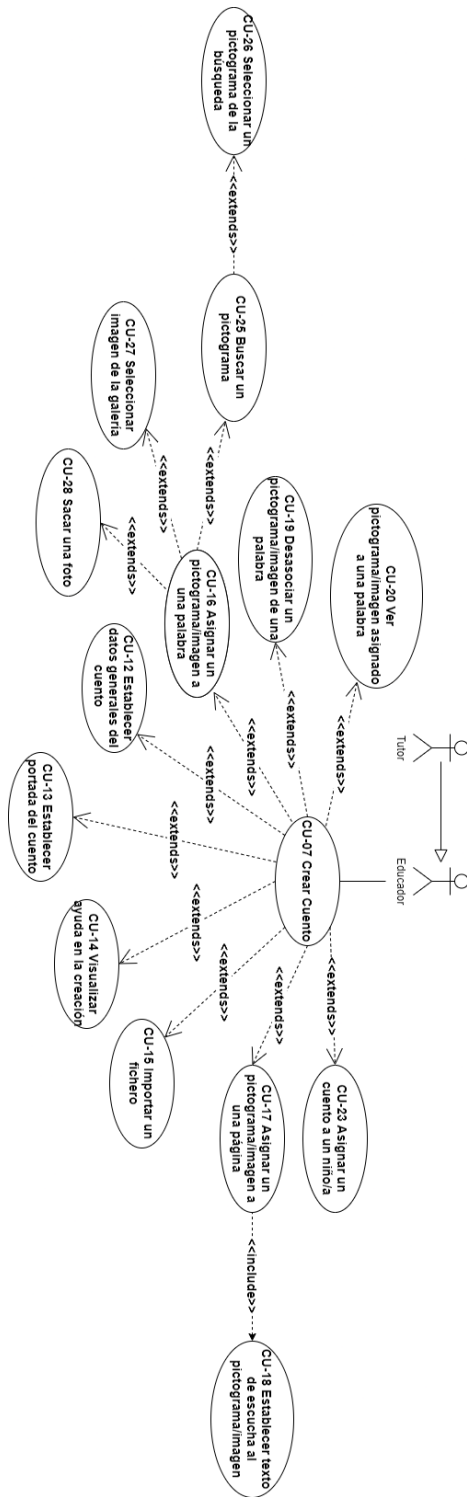 Tutor
Educador
CU-20 Ver
pictograma/imagen asignado
a una palabra
<<extends>>
<<extends>>
CU-23 Asignar un
cuento a un niño/a
CU-07 Crear Cuento
CU-19 Desasociar un
pictograma/imagen de una
palabra
<<extends>>
<<extends>>
CU-26 Seleccionar un
pictograma de la
búsqueda
<<extends>>
CU-25 Buscar un
pictograma
CU-17 Asignar un
pictograma/imagen a
una página
<<include>>
CU-18 Establecer texto
de escucha al
pictograma/imagen
<<extends>>
CU-16 Asignar un
pictograma/imagen a
una palabra
<<extends>>
<<extends>>
CU-27 Seleccionar
imagen de la galería
<<extends>>
CU-12 Establecer
datos generales del
cuento
<<extends>>
<<extends>>
<<extends>>
CU-15 Importar un
fichero
CU-28 Sacar una foto
<<extends>>
<<extends>>
CU-14 Visualizar
ayuda en la creación
CU-13 Establecer
portada del cuento